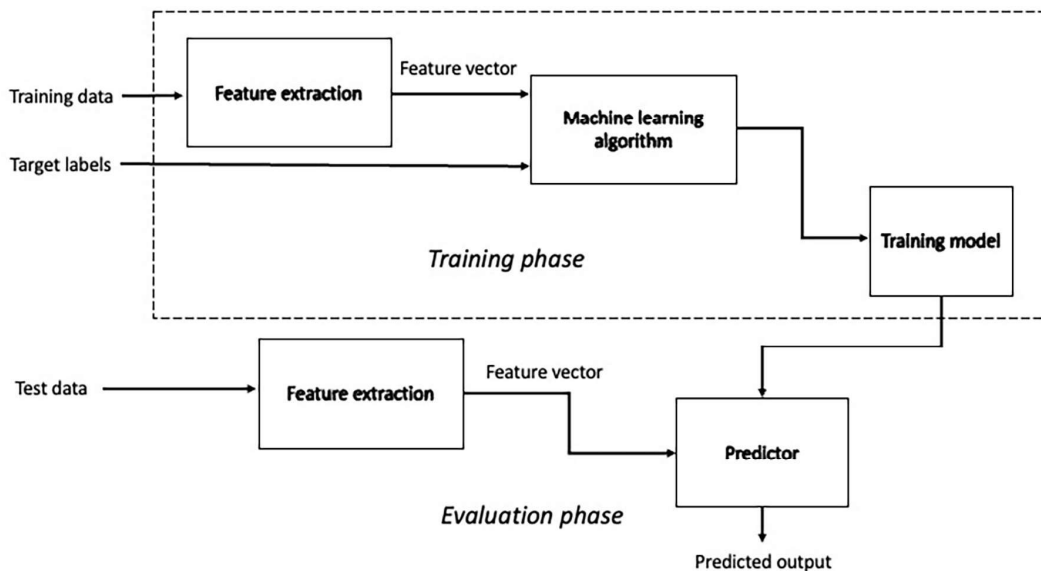 Feature vector
Training data
Feature extraction
Machine learning
algorithm
Target labels
Training model
Training phase
Feature vector
Test data
Feature extraction
Predictor
Evaluation phase
Predicted output